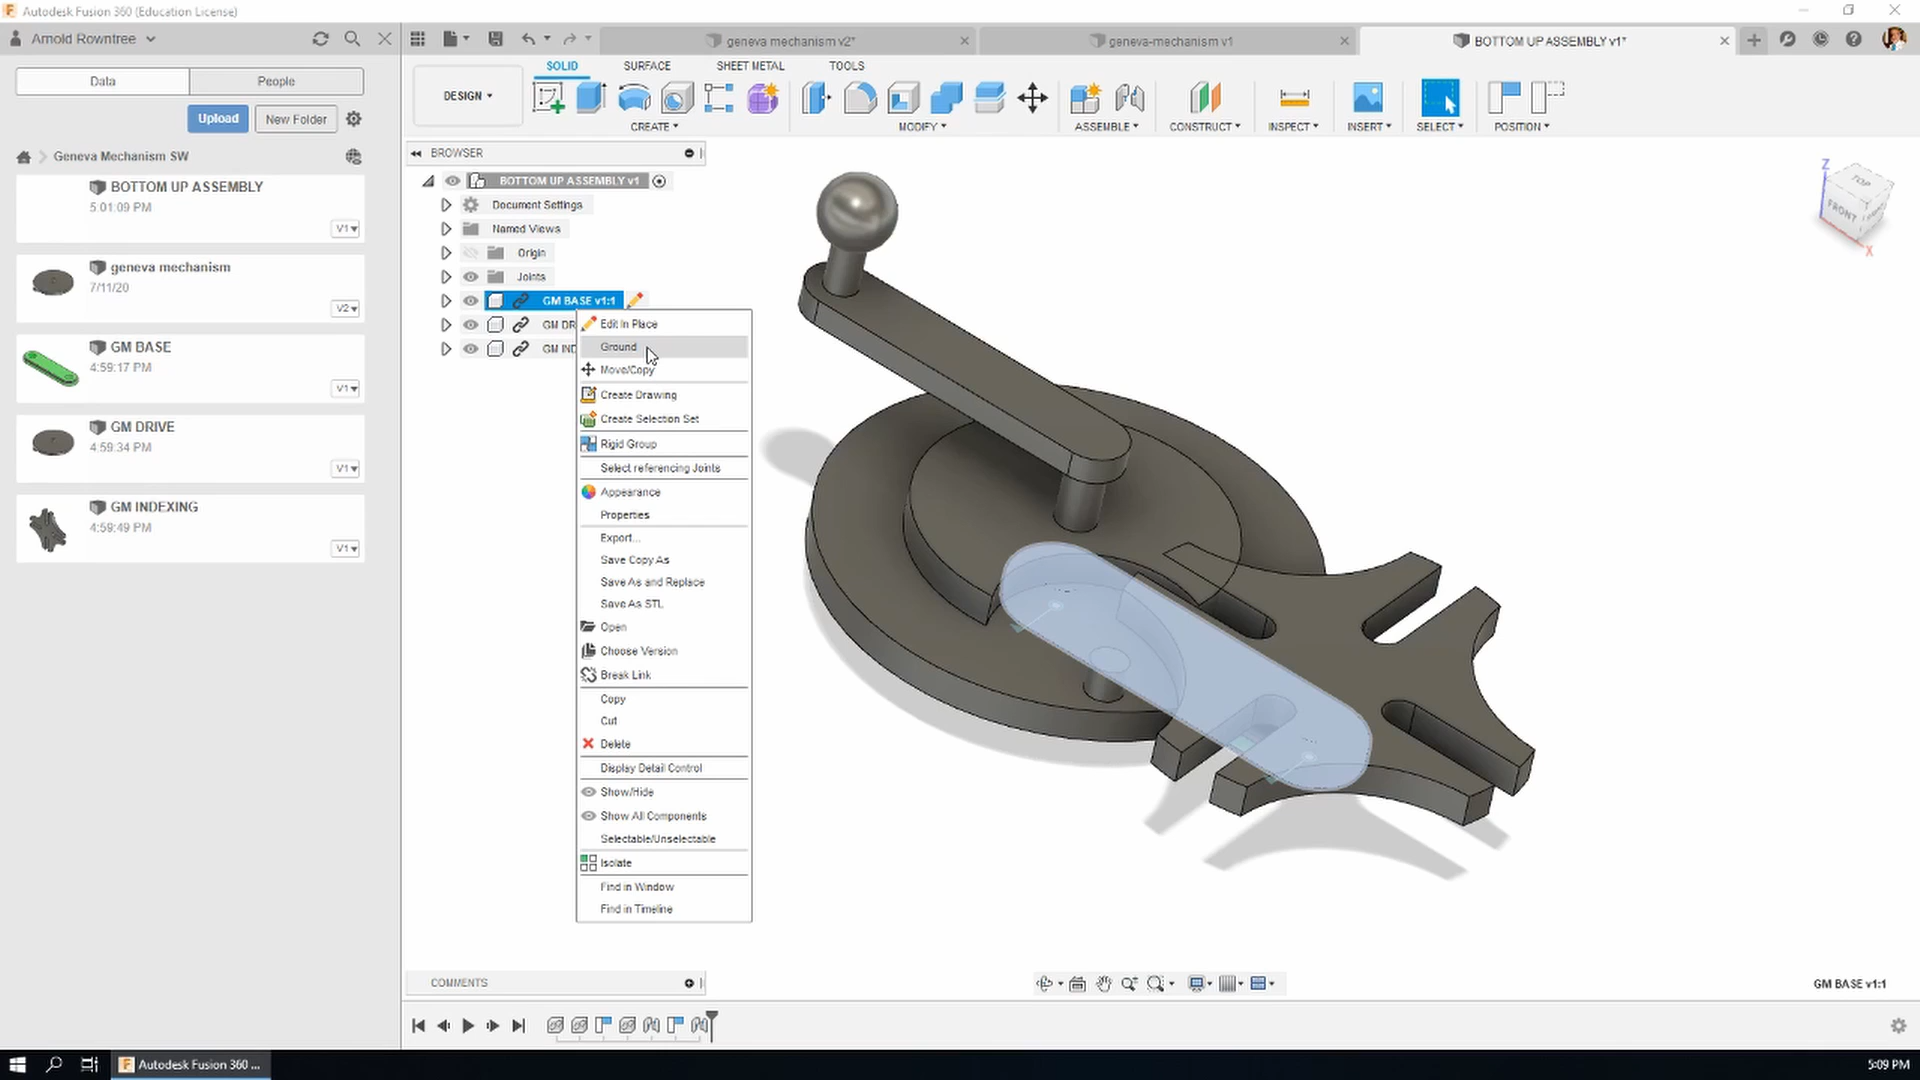 Autodesk Fusion 360 (Education License)
Arnold Rowntree
geneva mechanism v2*
geneva-mechanism v1
BOTTOM UP ASSEMBLY v1*
Data
People
Upload
New Folder
Geneva Mechanism SW
BOTTOM UP ASSEMBLY
5:01:09 PM
V1
geneva mechanism
7/11/20
V2
GM BASE
4:59:17 PM
V1
GM DRIVE
4:59:34 PM
V1
GM INDEXING
4:59:49 PM
V1
SOLID
SURFACE
SHEET METAL
TOOLS
DESIGN
CREATE
MODIFY
ASSEMBLE
CONSTRUCT
INSPECT
INSERT
SELECT
POSITION
BROWSER
BOTTOM UP ASSEMBLY v1
Document Settings
Named Views
Origin
Joints
GM BASE v1:1
GM DR
GM IND
Edit In Place
Ground
Move/Copy
Create Drawing
Create Selection Set
Rigid Group
Select referencing Joints
Appearance
Properties
Export...
Save Copy As
Save As and Replace
Save As STL
Open
Choose Version
Break Link
Copy
Cut
Delete
Display Detail Control
Show/Hide
Show All Components
Selectable/Unselectable
Isolate
Find in Window
Find in Timeline
Z
TOP
FRONT
X
COMMENTS
GM BASE v1:1
Autodesk Fusion 360 ...
5:09 PM